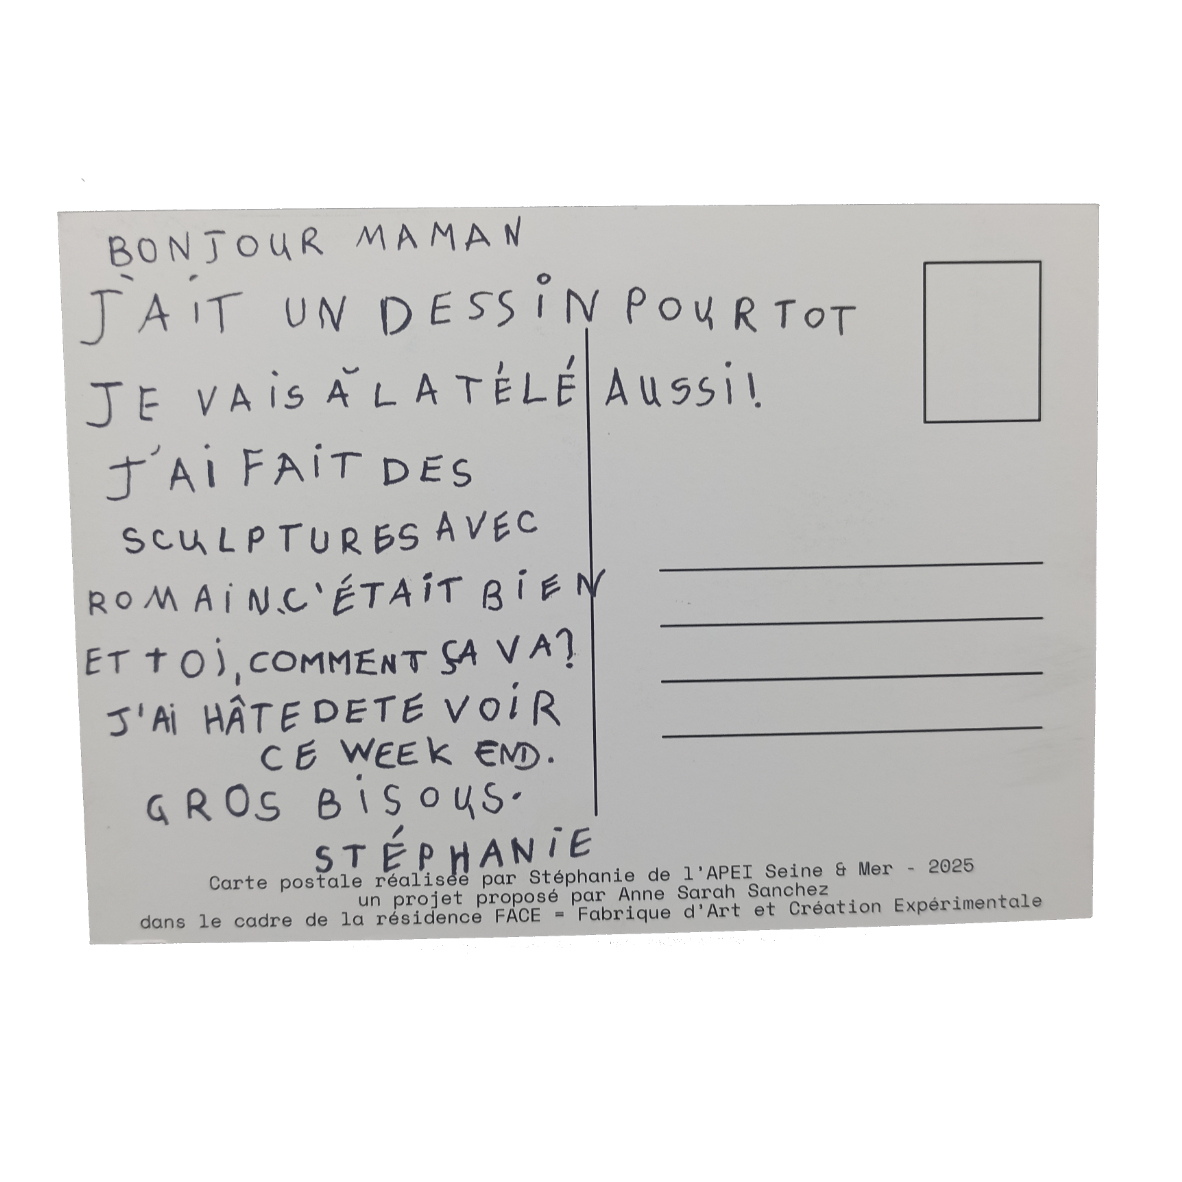 BONJOUR MAMAN
J'AIT UN DESSIN POUR TOT
JE VAIS Ă LA TÉLÉ AUSSI!
J'AI FAIT DES
SCULPTURES AVEC
ROMAIN.C'ÉTAIT BIEN
ET TOI, COMMENT ÇA VA?
J'AI HÂTE DE TE VOIR
CE WEEK END.
GROS BISOUS.
STÉPHANIE
Carte postale réalisée par Stéphanie de l'APEI Seine & Mer - 2025
un projet proposé par Anne Sarah Sanchez
dans le cadre de la résidence FACE = Fabrique d'Art et Création Expérimentale